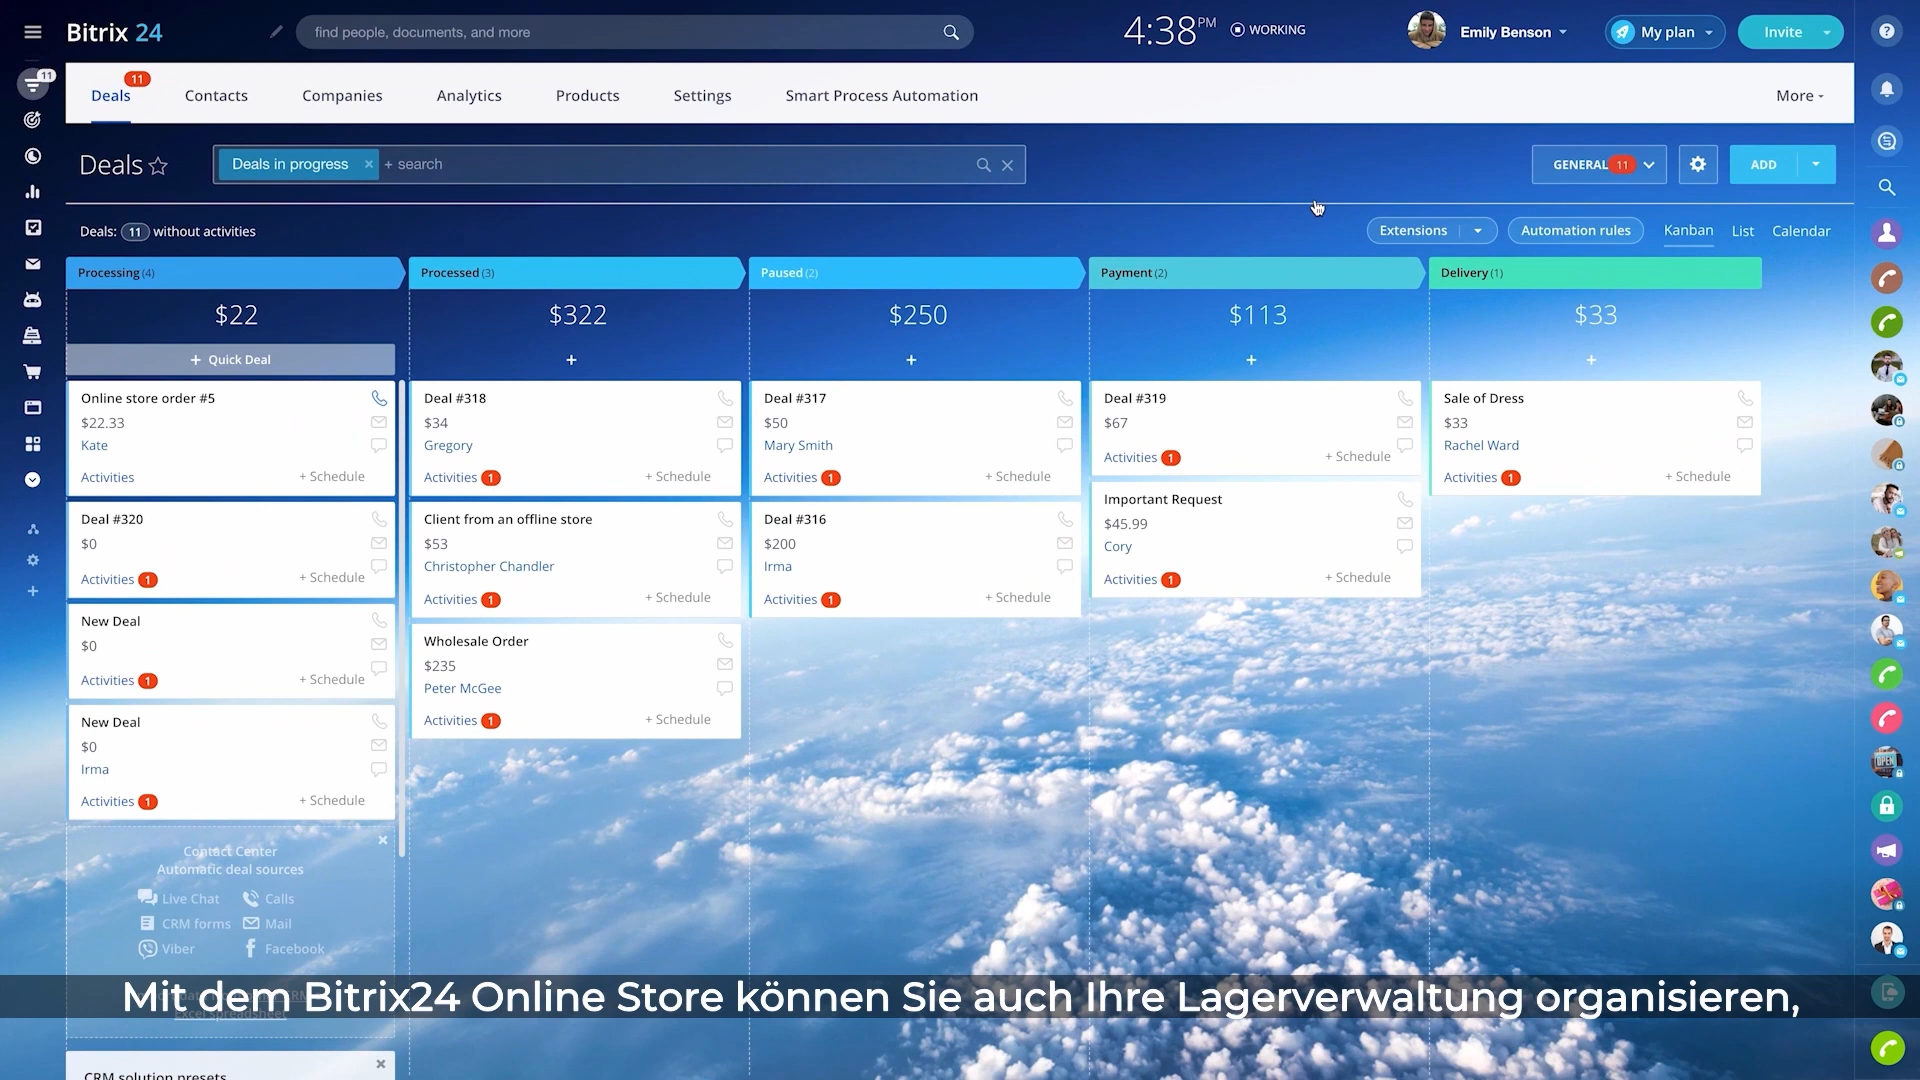 Bitrix 24
find people, documents, and more
4:38 PM
WORKING
Emily Benson
My plan
Invite
11
Deals 11
Contacts
Companies
Analytics
Products
Settings
Smart Process Automation
More
Deals
Deals in progress × + search
GENERAL 11
ADD
Deals: 11 without activities
Extensions
Automation rules
Kanban
List
Calendar
Processing (4)
$22
+ Quick Deal
Online store order #5
$22.33
Kate
Activities
+ Schedule
Deal #320
$0
Activities 1
+ Schedule
New Deal
$0
Activities 1
+ Schedule
New Deal
$0
Irma
Activities 1
+ Schedule
Contact Center
Automatic deal sources
Live Chat
Calls
CRM forms
Mail
Viber
Facebook
Excel spreadsheet
CRM solution presets
Processed (3)
$322
+
Deal #318
$34
Gregory
Activities 1
+ Schedule
Client from an offline store
$53
Christopher Chandler
Activities 1
+ Schedule
Wholesale Order
$235
Peter McGee
Activities 1
+ Schedule
Paused (2)
$250
+
Deal #317
$50
Mary Smith
Activities 1
+ Schedule
Deal #316
$200
Irma
Activities 1
+ Schedule
Payment (2)
$113
+
Deal #319
$67
Activities 1
+ Schedule
Important Request
$45.99
Cory
Activities 1
+ Schedule
Delivery (1)
$33
+
Sale of Dress
$33
Rachel Ward
Activities 1
+ Schedule
Mit dem Bitrix24 Online Store können Sie auch Ihre Lagerverwaltung organisieren,